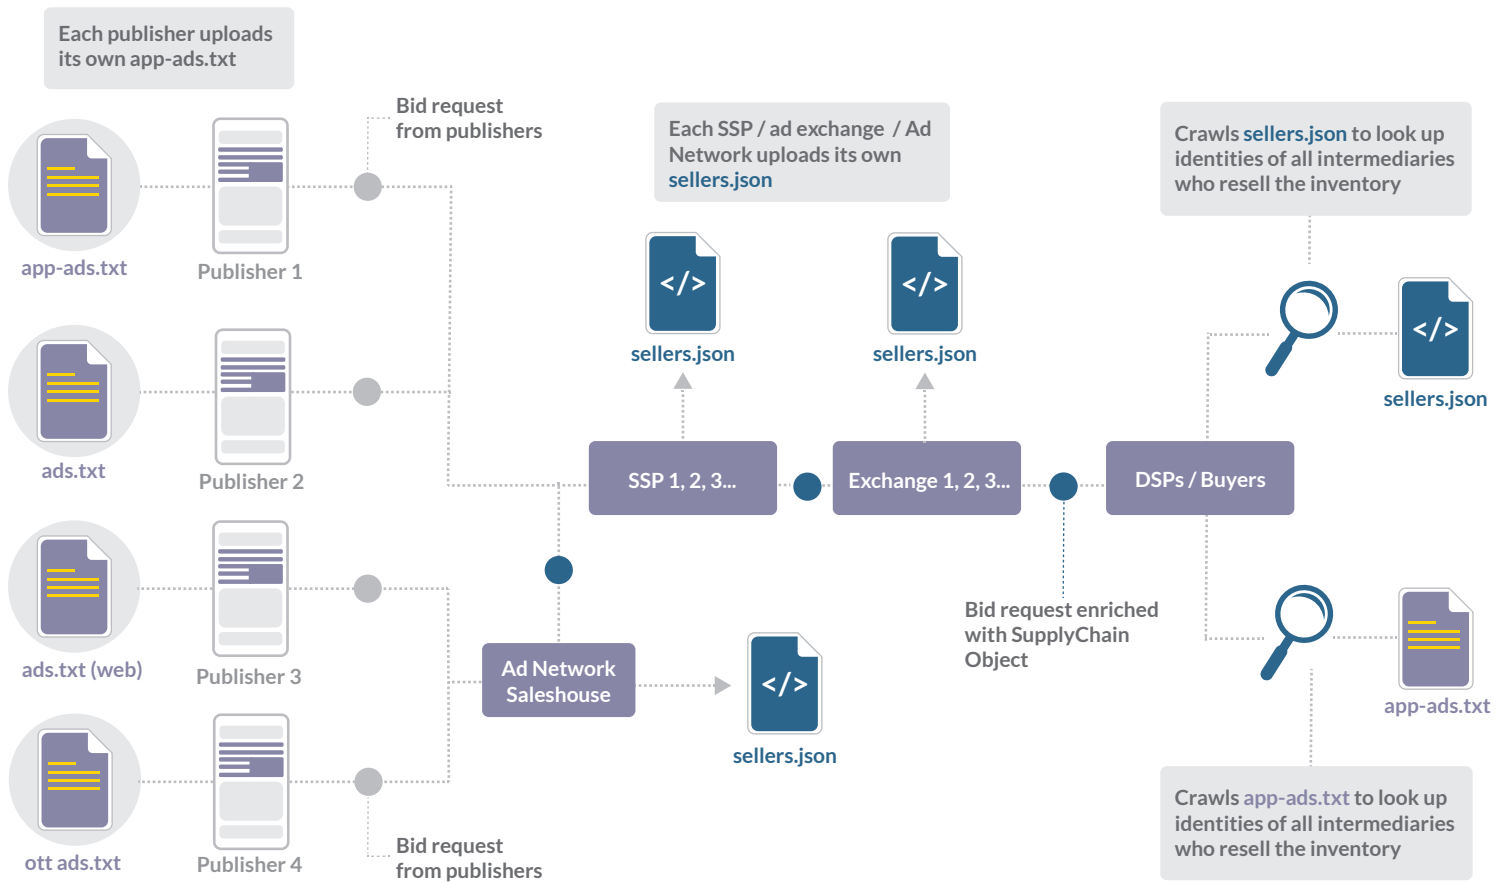 Each publisher uploads
its own app-ads.txt
Bid request
from publishers
app-ads.txt
Publisher 1
ads.txt
Publisher 2
ads.txt (web)
Publisher 3
ott ads.txt
Publisher 4
Bid request
from publishers
Each SSP / ad exchange / Ad
Network uploads its own
sellers.json
</>
sellers.json
</>
sellers.json
SSP 1, 2, 3...
Exchange 1, 2, 3...
DSPs / Buyers
Ad Network
Saleshouse
</>
sellers.json
Bid request enriched
with SupplyChain
Object
Crawls sellers.json to look up
identities of all intermediaries
who resell the inventory
</>
sellers.json
app-ads.txt
Crawls app-ads.txt to look up
identities of all intermediaries
who resell the inventory